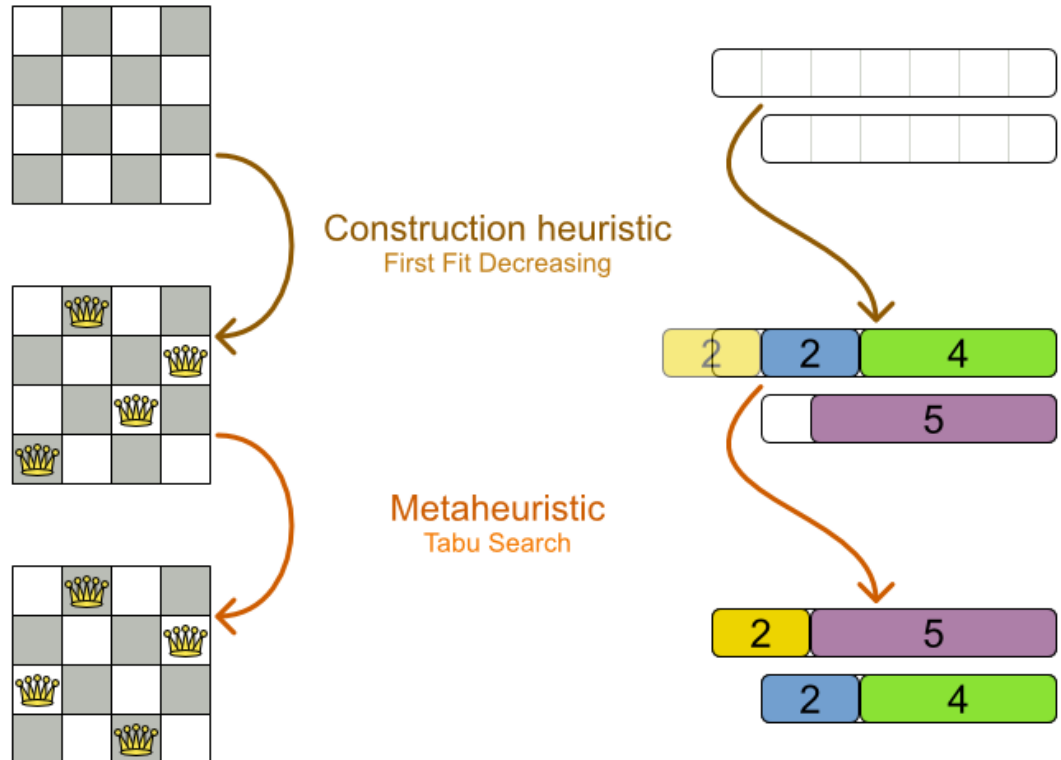 Construction heuristic
First Fit Decreasing
2 2 4
5
Metaheuristic
Tabu Search
2 5
2 4